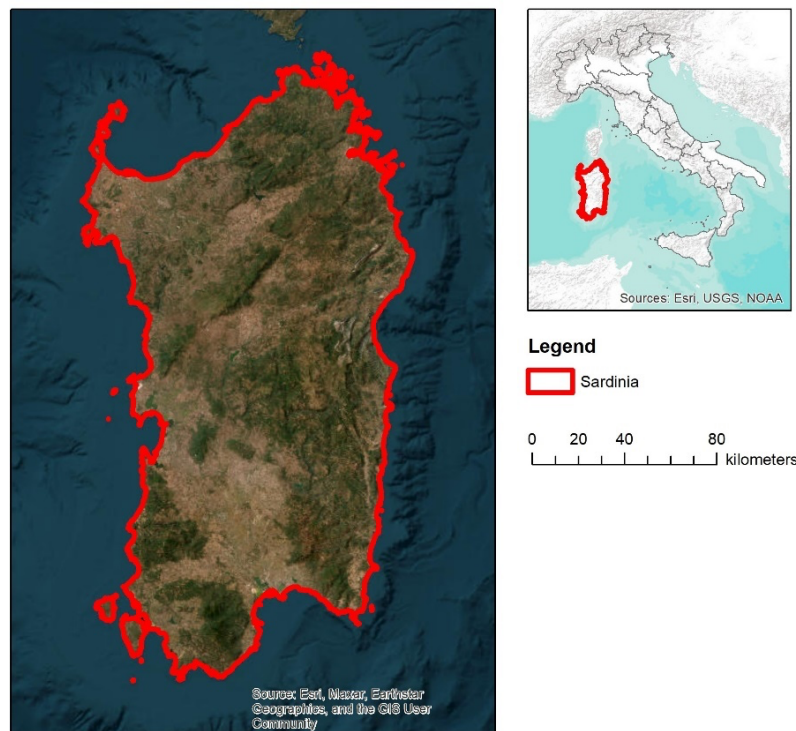 Source: Esri, Maxar, Earthstar
Geographics, and the GIS User
Community
Sources: Esri, USGS, NOAA
Legend
Sardinia
0 20 40 80
kilometers